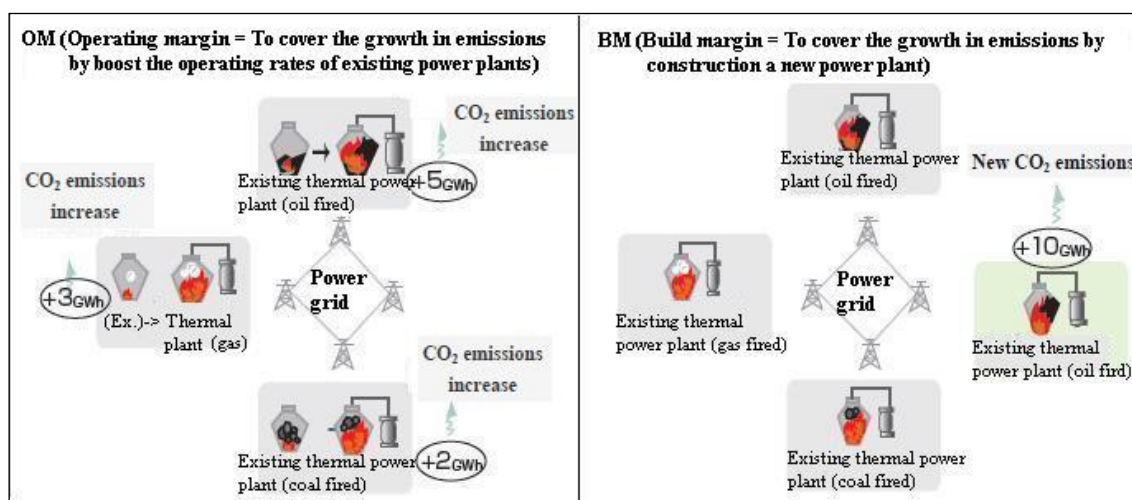 OM (Operating margin = To cover the growth in emissions
by boost the operating rates of existing power plants)
CO2 emissions
increase
Existing thermal power
plant (oil fired)
+5GWh
CO2 emissions
increase
+3GWh
(Ex.)-> Thermal
plant (gas)
Power
grid
CO2 emissions
increase
Existing thermal power
plant (coal fired)
+2GWh
BM (Build margin = To cover the growth in emissions by
construction a new power plant)
Existing thermal power
plant (oil fired)
New CO2 emissions
+10GWh
Existing thermal
power plant (gas fired)
Power
grid
Existing thermal
power plant (oil fird)
Existing thermal power
plant (coal fired)